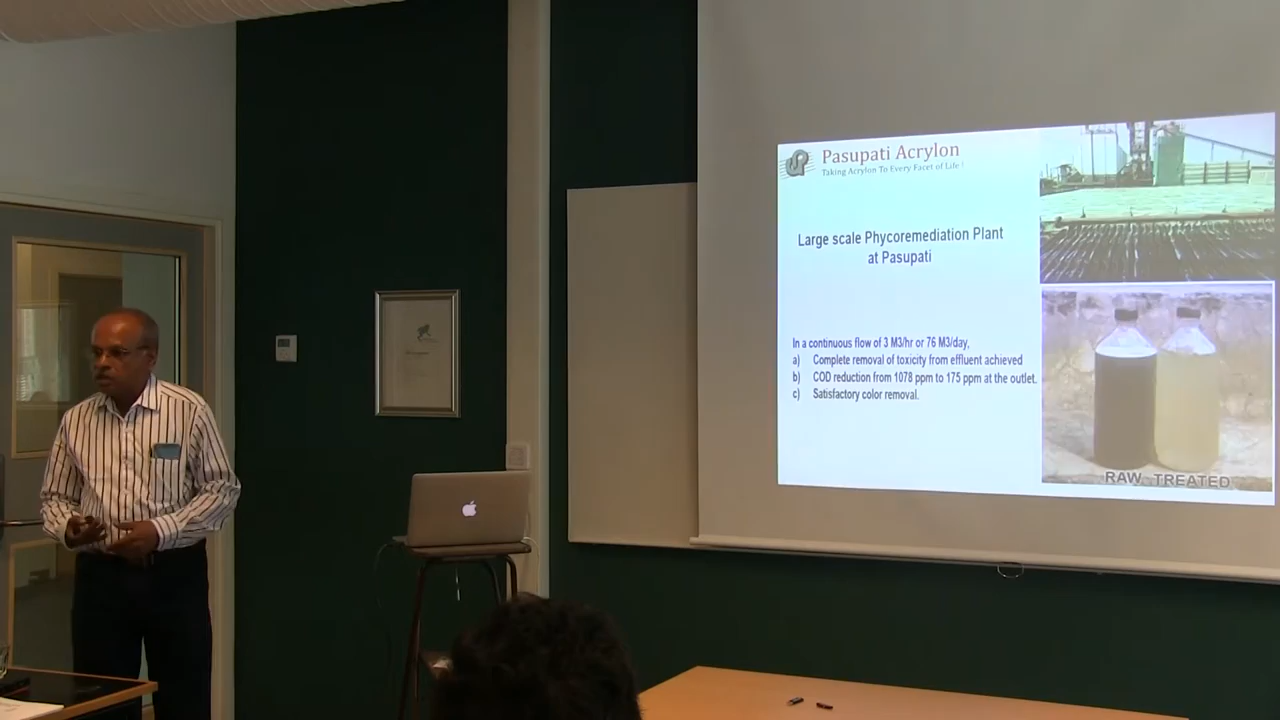 Pasupati Acrylon
Taking Acrylon To Every Facet of Life !
Large scale Phycoremediation Plant
at Pasupati
In a continuous flow of 3 M3/hr or 76 M3/day,
a) Complete removal of toxicity from effluent achieved
b) COD reduction from 1078 ppm to 175 ppm at the outlet.
c) Satisfactory color removal.
RAW TREATED